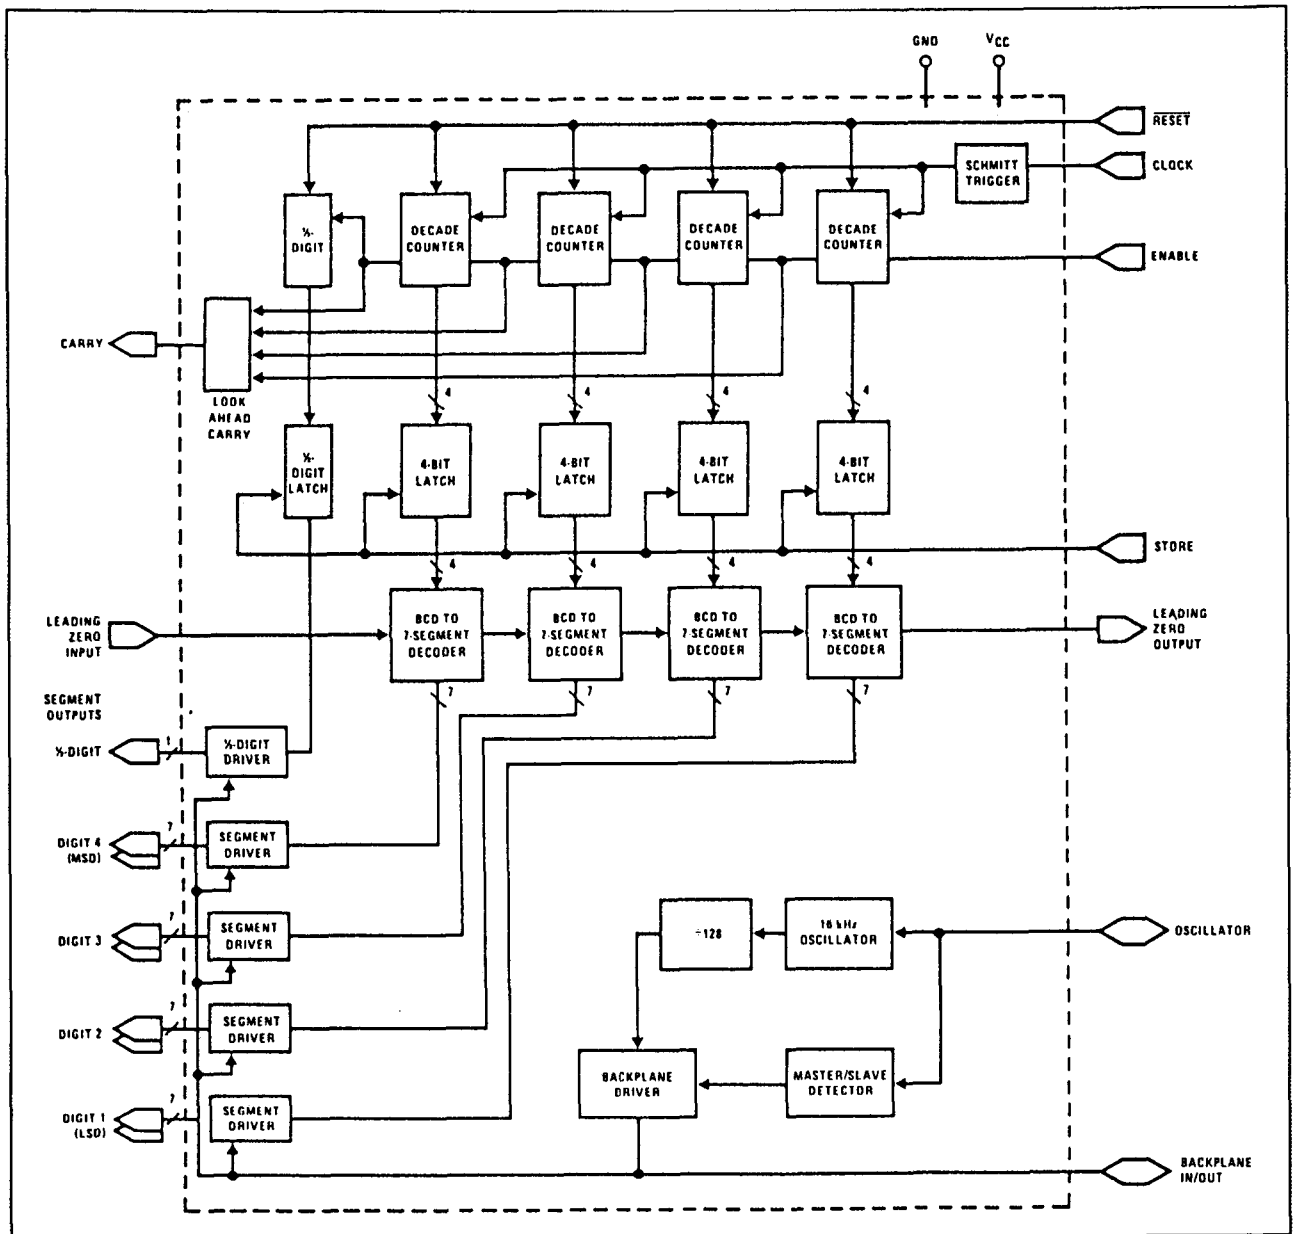 GND
VCC
RESET
SCHMITT
TRIGGER
CLOCK
½-
DIGIT
DECADE
COUNTER
DECADE
COUNTER
DECADE
COUNTER
DECADE
COUNTER
ENABLE
CARRY
LOOK
AHEAD
CARRY
4
4
4
4
½-
DIGIT
LATCH
4-BIT
LATCH
4-BIT
LATCH
4-BIT
LATCH
4-BIT
LATCH
STORE
4
4
4
4
LEADING
ZERO
INPUT
BCD TO
7-SEGMENT
DECODER
BCD TO
7-SEGMENT
DECODER
BCD TO
7-SEGMENT
DECODER
BCD TO
7-SEGMENT
DECODER
LEADING
ZERO
OUTPUT
7
7
7
7
SEGMENT
OUTPUTS
½-DIGIT
1
½-DIGIT
DRIVER
DIGIT 4
(MSD)
7
SEGMENT
DRIVER
DIGIT 3
7
SEGMENT
DRIVER
÷128
16 kHz
OSCILLATOR
OSCILLATOR
DIGIT 2
7
SEGMENT
DRIVER
BACKPLANE
DRIVER
MASTER/SLAVE
DETECTOR
DIGIT 1
(LSD)
7
SEGMENT
DRIVER
BACKPLANE
IN/OUT